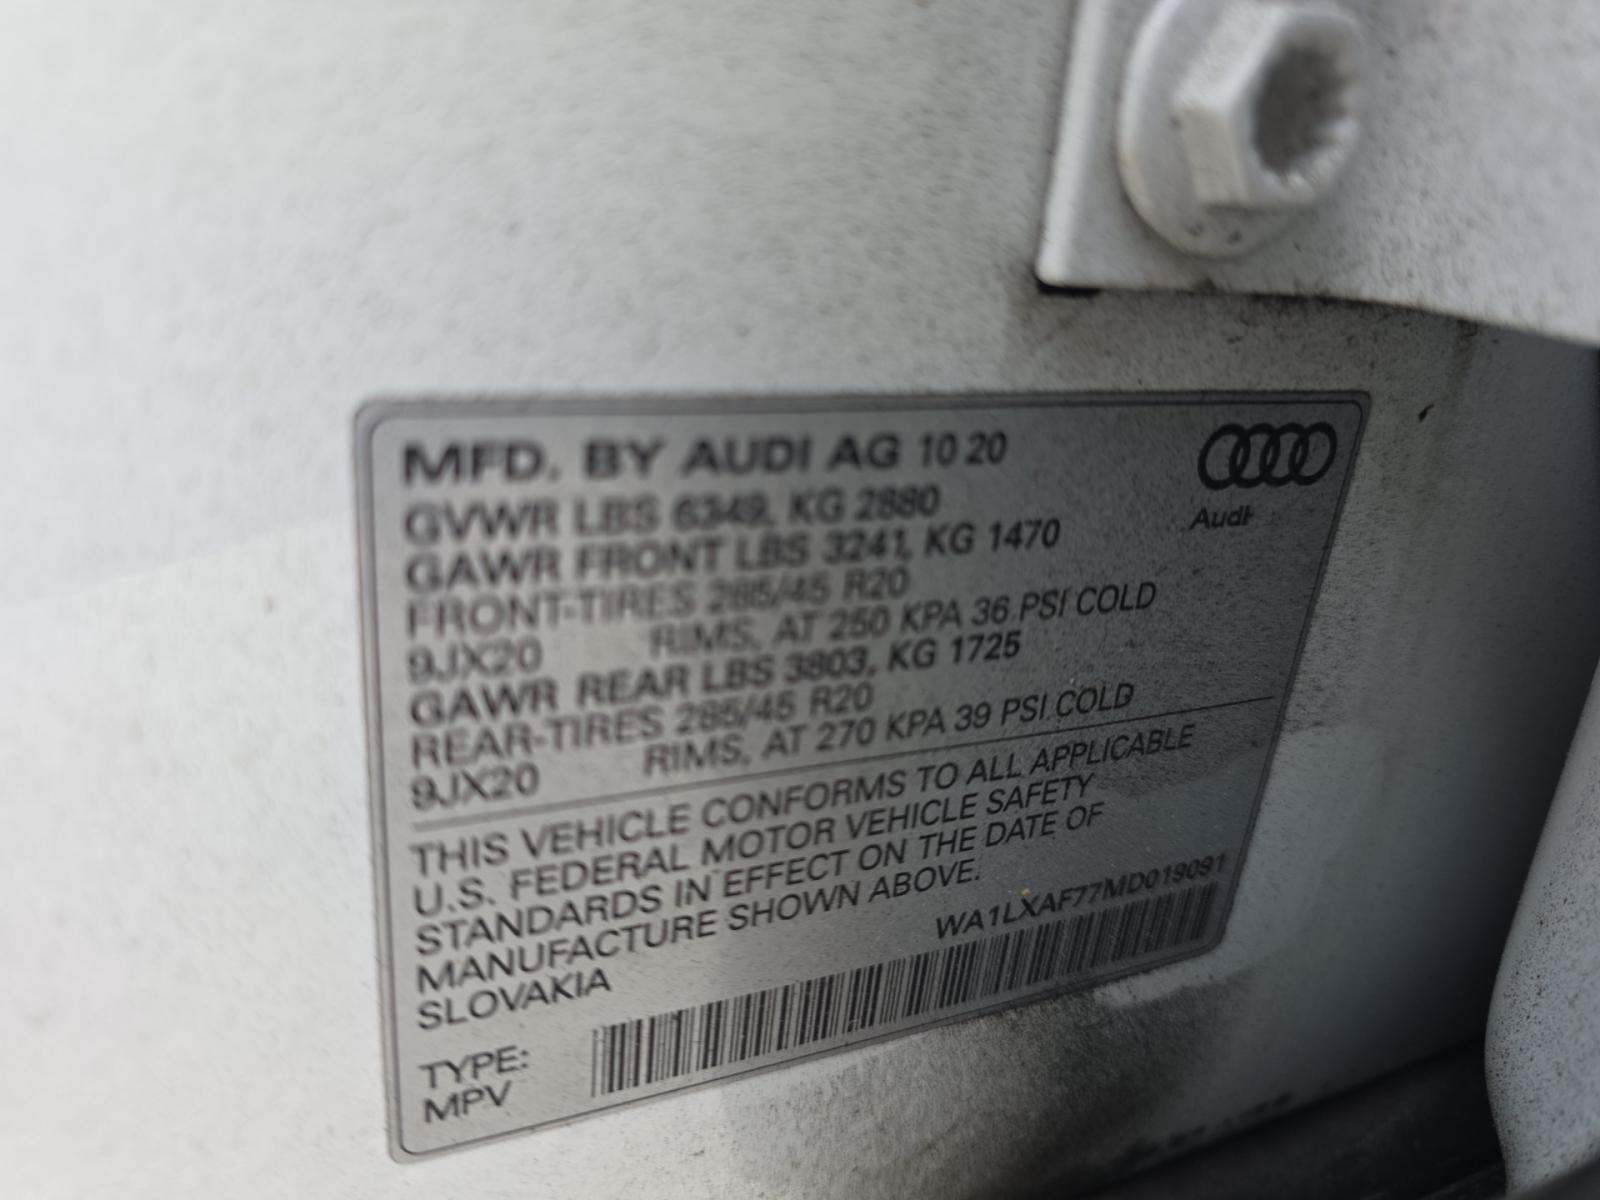 MFD. BY AUDI AG 10 20
Audi
GVWR LBS 6349, KG 2880
GAWR FRONT LBS 3241, KG 1470
FRONT-TIRES 285/45 R20
9JX20 RIMS, AT 250 KPA 36 PSI COLD
GAWR REAR LBS 3803, KG 1725
REAR-TIRES 285/45 R20
9JX20 RIMS, AT 270 KPA 39 PSI COLD
THIS VEHICLE CONFORMS TO ALL APPLICABLE
U.S. FEDERAL MOTOR VEHICLE SAFETY
STANDARDS IN EFFECT ON THE DATE OF
MANUFACTURE SHOWN ABOVE.
SLOVAKIA
WA1LXAF77MD019091
TYPE:
MPV